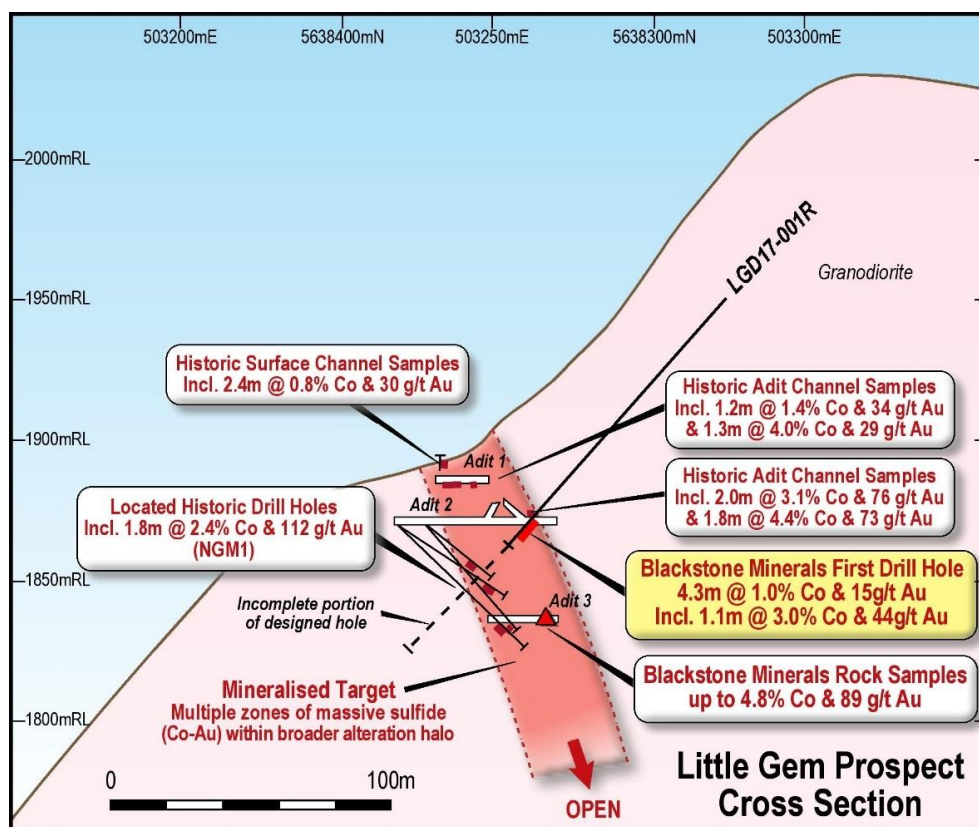 503200mE
5638400mN
503250mE
5638300mN
503300mE
2000mRL
1950mRL
1900mRL
1850mRL
1800mRL
LGD17-001R
Granodiorite
Historic Surface Channel Samples
Incl. 2.4m @ 0.8% Co & 30 g/t Au
Historic Adit Channel Samples
Incl. 1.2m @ 1.4% Co & 34 g/t Au
& 1.3m @ 4.0% Co & 29 g/t Au
Adit 1
Located Historic Drill Holes
Incl. 1.8m @ 2.4% Co & 112 g/t Au
(NGM1)
Adit 2
Historic Adit Channel Samples
Incl. 2.0m @ 3.1% Co & 76 g/t Au
& 1.8m @ 4.4% Co & 73 g/t Au
Blackstone Minerals First Drill Hole
4.3m @ 1.0% Co & 15g/t Au
Incl. 1.1m @ 3.0% Co & 44g/t Au
Incomplete portion
of designed hole
Adit 3
Blackstone Minerals Rock Samples
up to 4.8% Co & 89 g/t Au
Mineralised Target
Multiple zones of massive sulfide
(Co-Au) within broader alteration halo
0
100m
OPEN
Little Gem Prospect
Cross Section